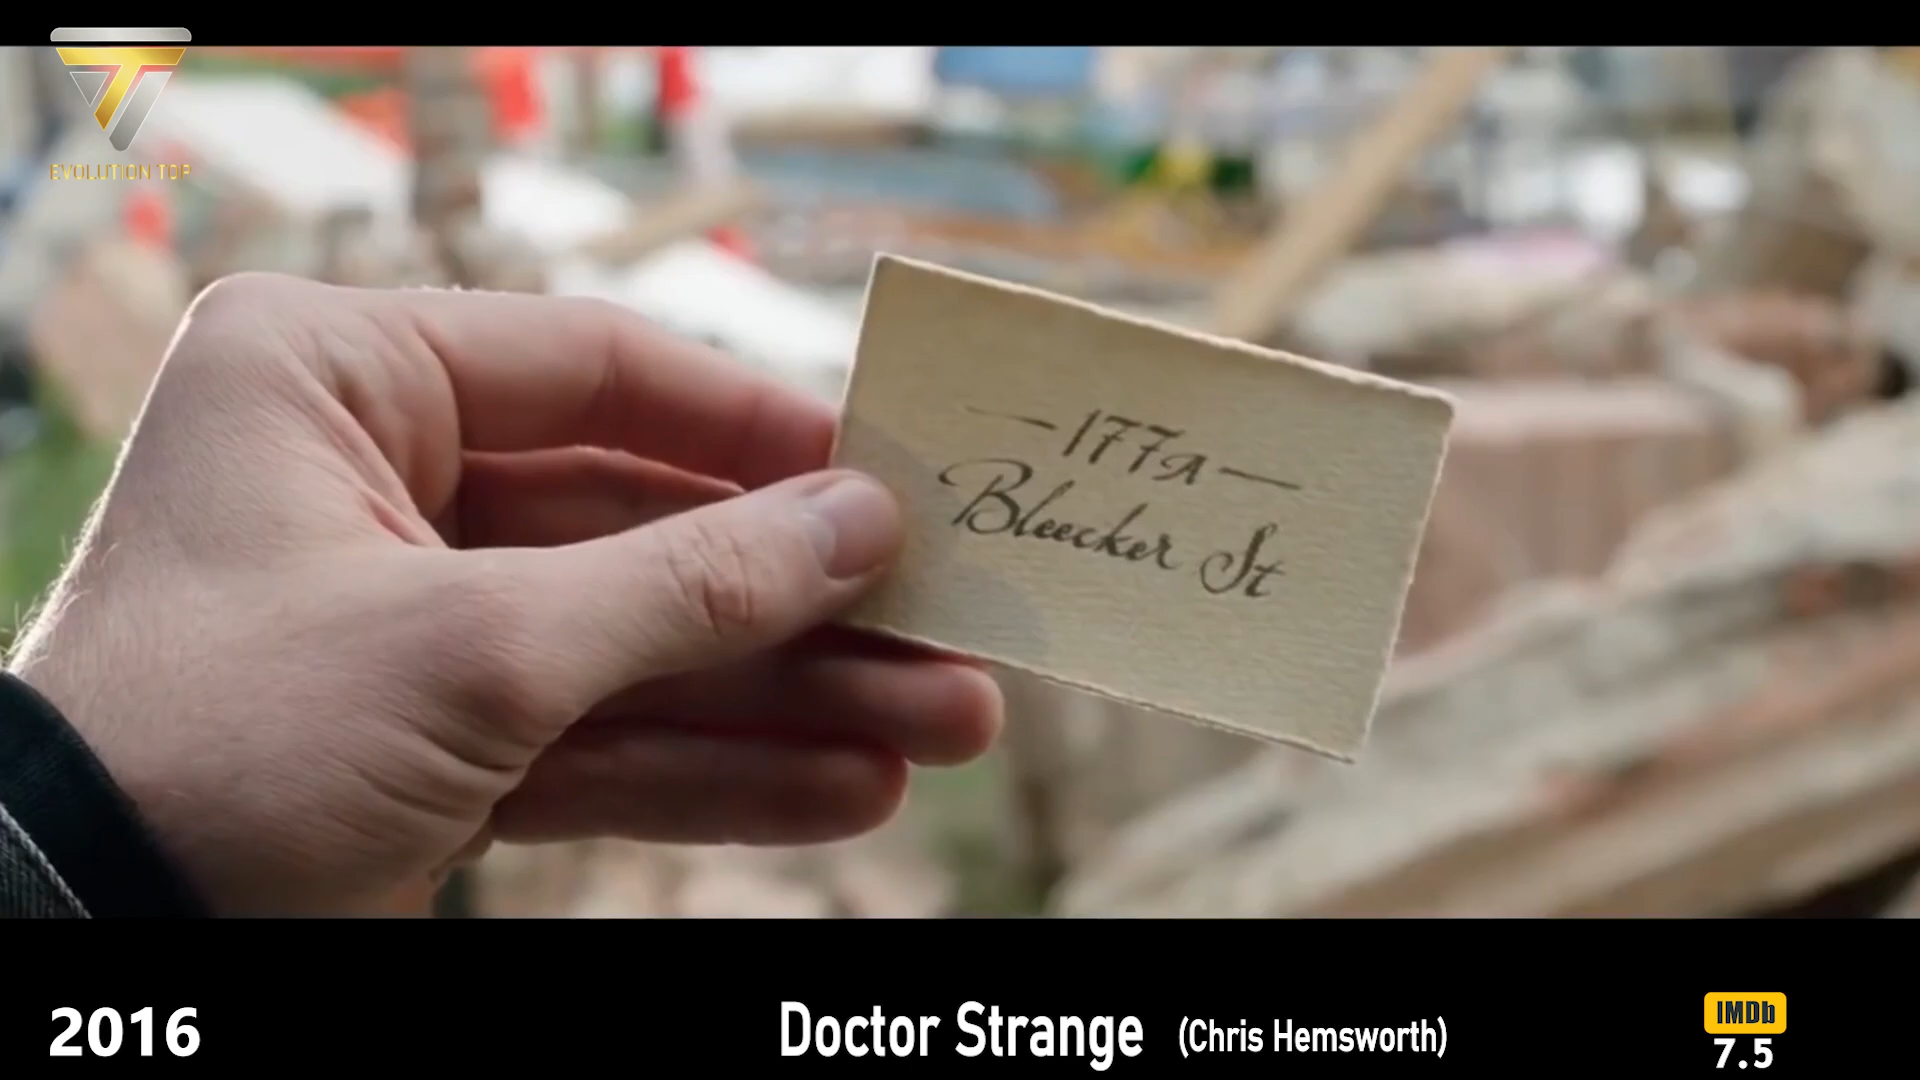 EVOLUTION TOP
177A
Bleecker St
2016
Doctor Strange (Chris Hemsworth)
IMDb
7.5